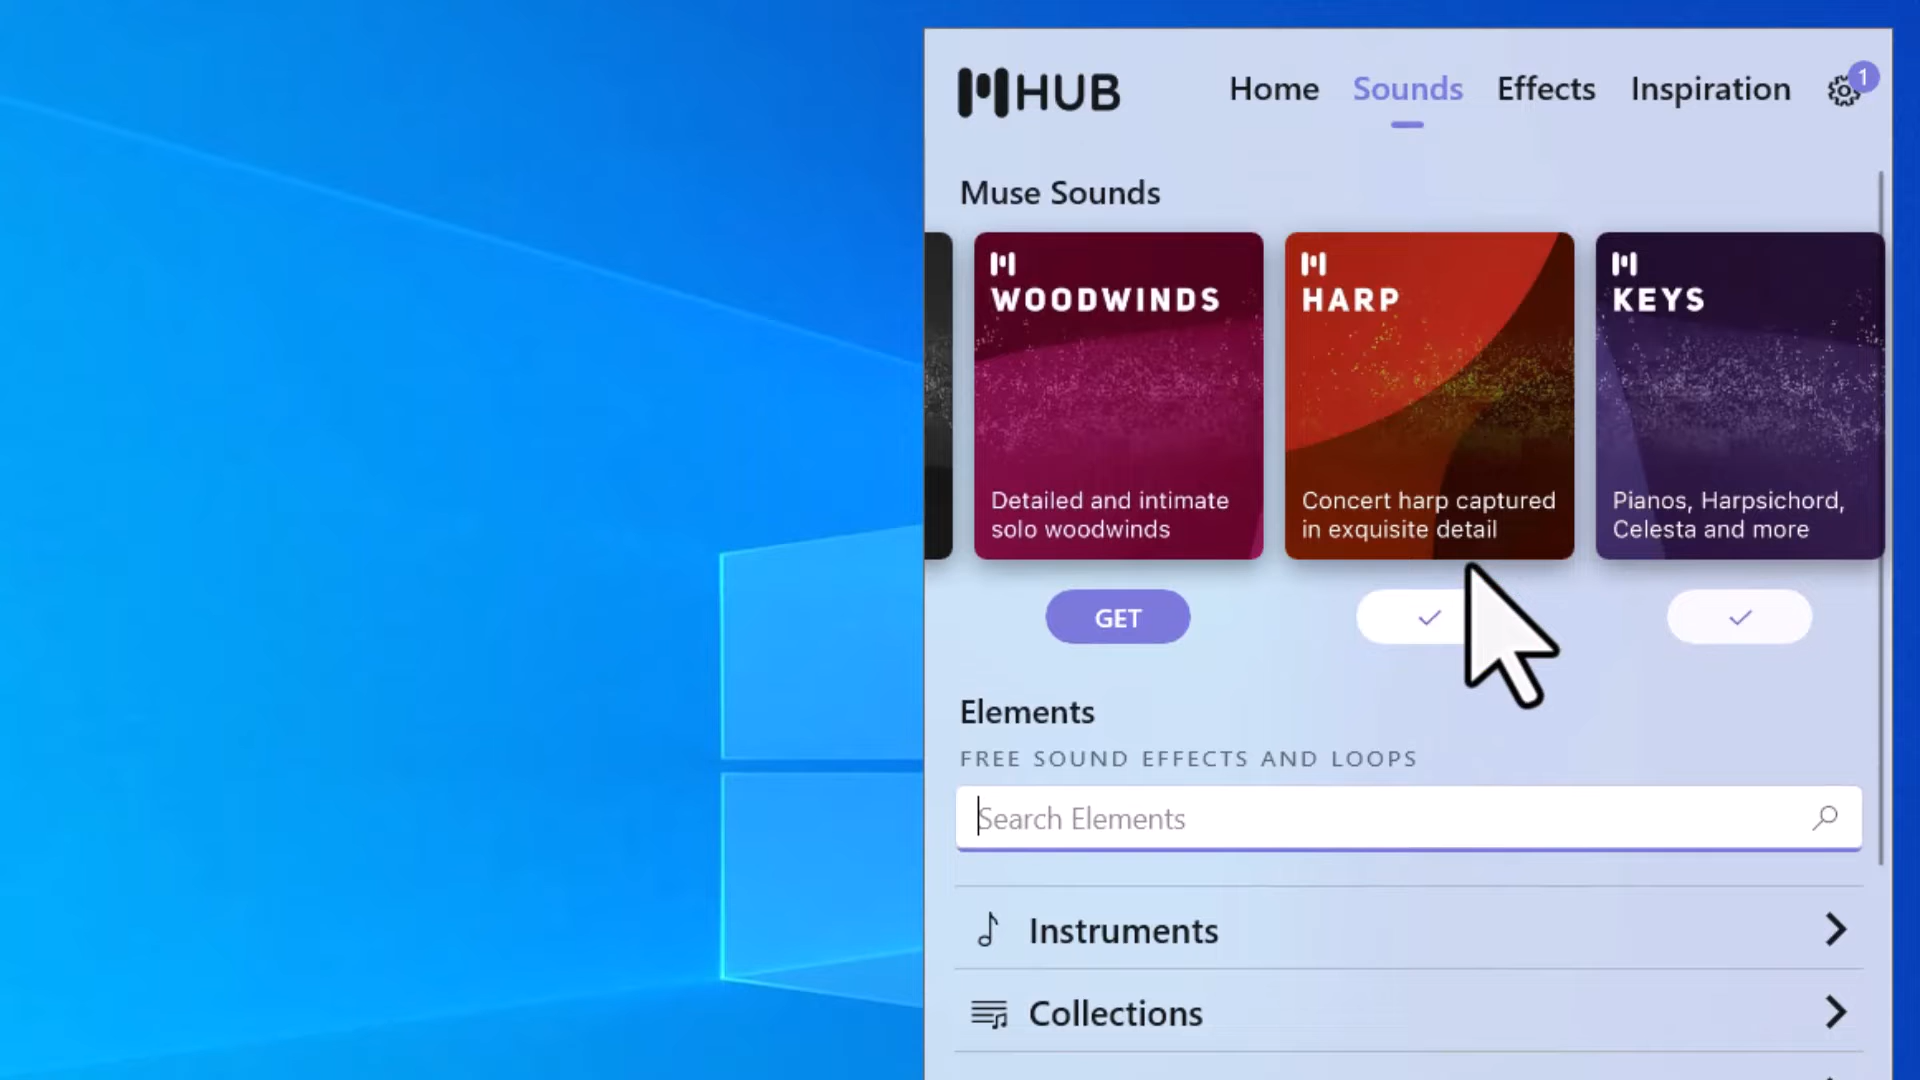 HUB
Home Sounds Effects Inspiration 1
Muse Sounds
WOODWINDS
Detailed and intimate
solo woodwinds
GET
HARP
Concert harp captured
in exquisite detail
KEYS
Pianos, Harpsichord,
Celesta and more
Elements
FREE SOUND EFFECTS AND LOOPS
Search Elements
Instruments
Collections